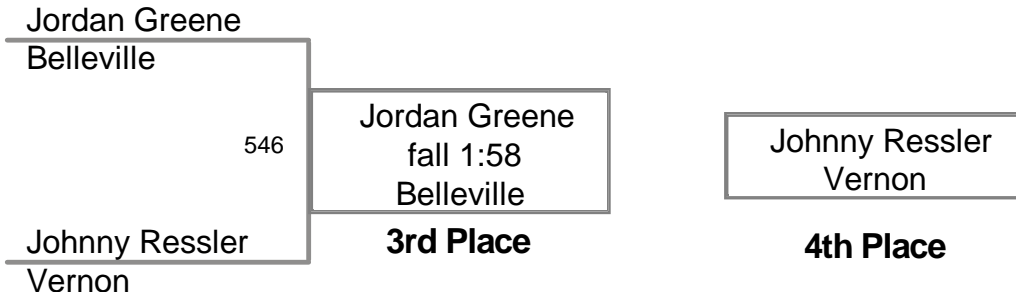 Jordan Greene
Belleville
546
Johnny Ressler
Vernon
Jordan Greene
fall 1:58
Belleville
3rd Place
Johnny Ressler
Vernon
4th Place